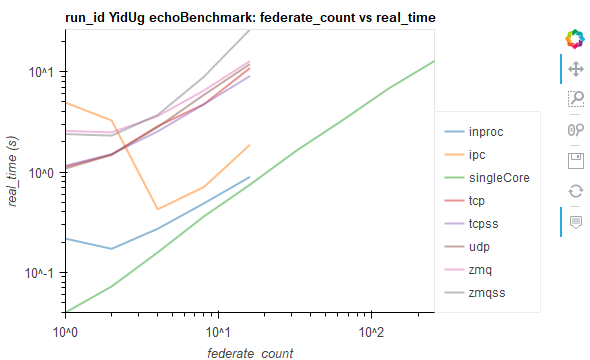 run_id YidUg echoBenchmark: federate_count vs real_time
real_time (s)
10^1
10^0
10^-1
10^0
10^1
10^2
federate_count
inproc
ipc
singleCore
tcp
tcpss
udp
zmq
zmqss